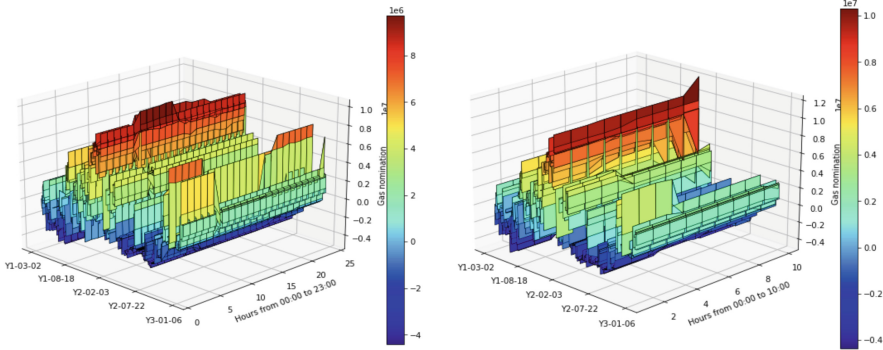 1e6
8
6
4
2
0
−2
−4
1.0
0.8
0.6
0.4
0.2
0.0
−0.2
−0.4
1e7
Gas nomination
Y1-03-02
Y1-08-18
Y2-02-03
Y2-07-22
Y3-01-06
0
5
10
15
20
25
Hours from 00:00 to 23:00
1e7
1.0
0.8
0.6
0.4
0.2
0.0
−0.2
−0.4
1.2
1.0
0.8
0.6
0.4
0.2
0.0
−0.2
−0.4
1e7
Gas nomination
Y1-03-02
Y1-08-18
Y2-02-03
Y2-07-22
Y3-01-06
2
4
6
8
10
Hours from 00:00 to 10:00